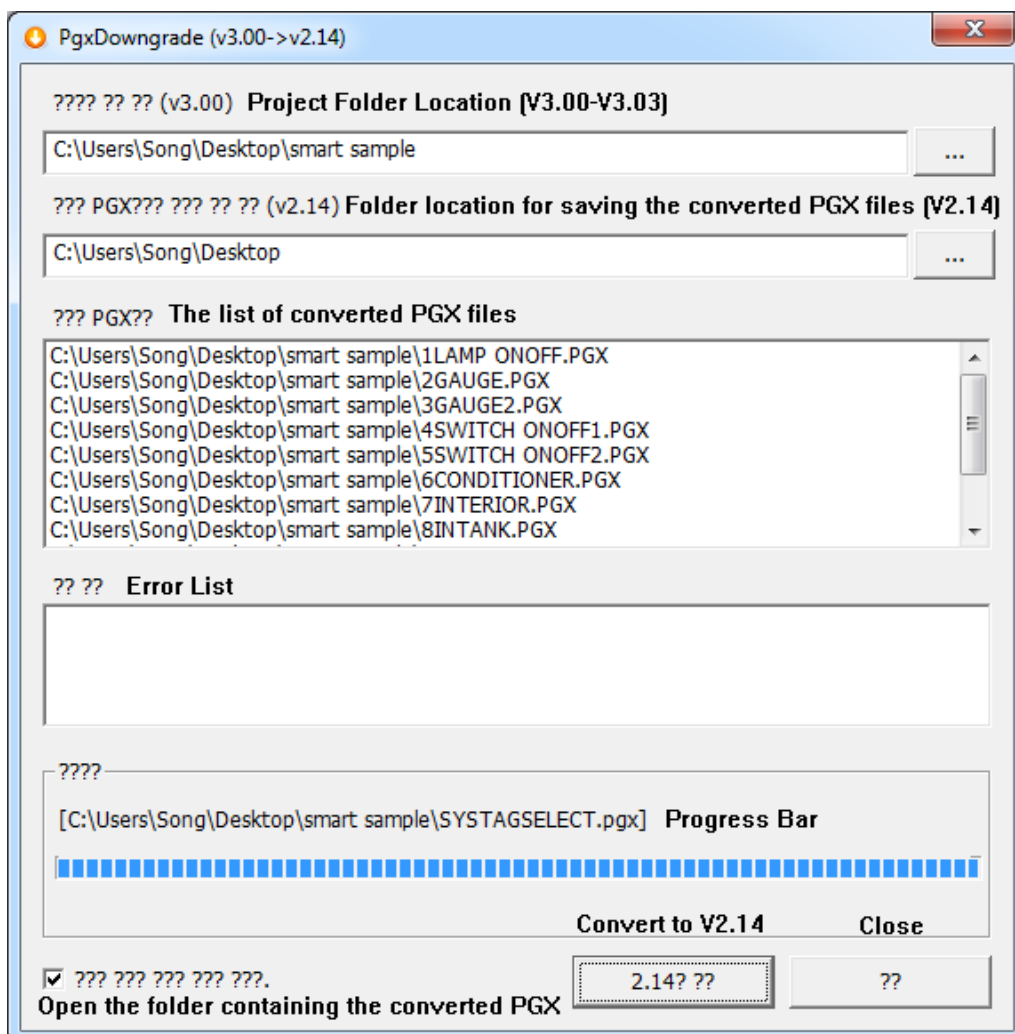 PgxDowngrade (v3.00->v2.14)
???? ?? ?? (v3.00) Project Folder Location (V3.00-V3.03)
C:\Users\Song\Desktop\smart sample
...
??? PGX??? ??? ?? ?? (v2.14) Folder location for saving the converted PGX files (V2.14)
C:\Users\Song\Desktop
...
??? PGX?? The list of converted PGX files
C:\Users\Song\Desktop\smart sample\1LAMP ONOFF.PGX
C:\Users\Song\Desktop\smart sample\2GAUGE.PGX
C:\Users\Song\Desktop\smart sample\3GAUGE2.PGX
C:\Users\Song\Desktop\smart sample\4SWITCH ONOFF1.PGX
C:\Users\Song\Desktop\smart sample\5SWITCH ONOFF2.PGX
C:\Users\Song\Desktop\smart sample\6CONDITIONER.PGX
C:\Users\Song\Desktop\smart sample\7INTERIOR.PGX
C:\Users\Song\Desktop\smart sample\8INTANK.PGX
?? ?? Error List
????
[C:\Users\Song\Desktop\smart sample\SYSTAGSELECT.pgx] Progress Bar
Convert to V2.14 Close
??? ??? ??? ??? ???.
2.14? ?? ??
Open the folder containing the converted PGX